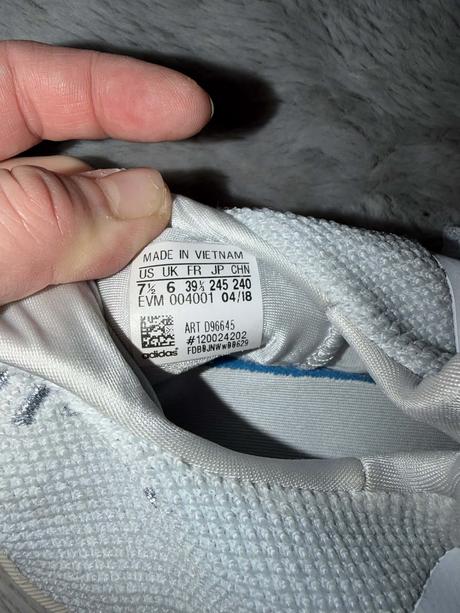 MADE IN VIETNAM
US UK FR JP CHN
7½ 6 39⅓ 245 240
EVM 004001 04/18
ART D96645
#120024202
adidas